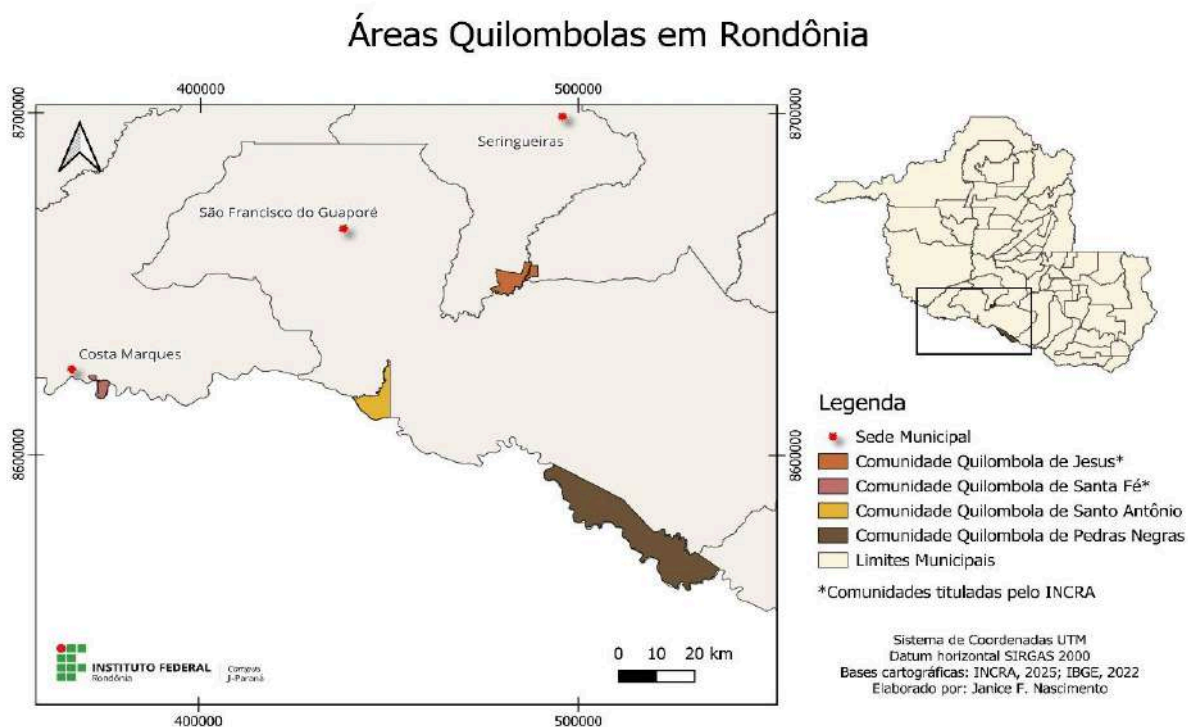 Áreas Quilombolas em Rondônia
400000
500000
8700000
8700000
Seringueiras
São Francisco do Guaporé
Costa Marques
8600000
8600000
Legenda
Sede Municipal
Comunidade Quilombola de Jesus*
Comunidade Quilombola de Santa Fé*
Comunidade Quilombola de Santo Antônio
Comunidade Quilombola de Pedras Negras
Limites Municipais
*Comunidades tituladas pelo INCRA
INSTITUTO FEDERAL
Rondônia
Campus
Ji-Paraná
0 10 20 km
400000
500000
Sistema de Coordenadas UTM
Datum horizontal SIRGAS 2000
Bases cartográficas: INCRA, 2025; IBGE, 2022
Elaborado por: Janice F. Nascimento